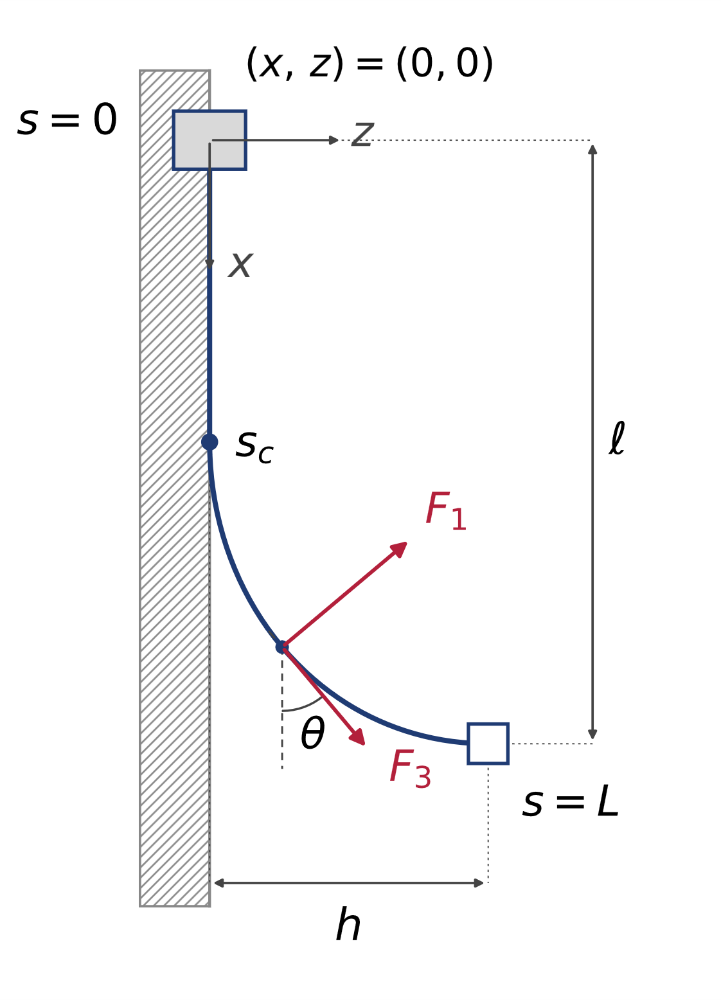 (x, z) = (0, 0)
s = 0
z
x
s_c
ℓ
F_1
θ
F_3
s = L
h